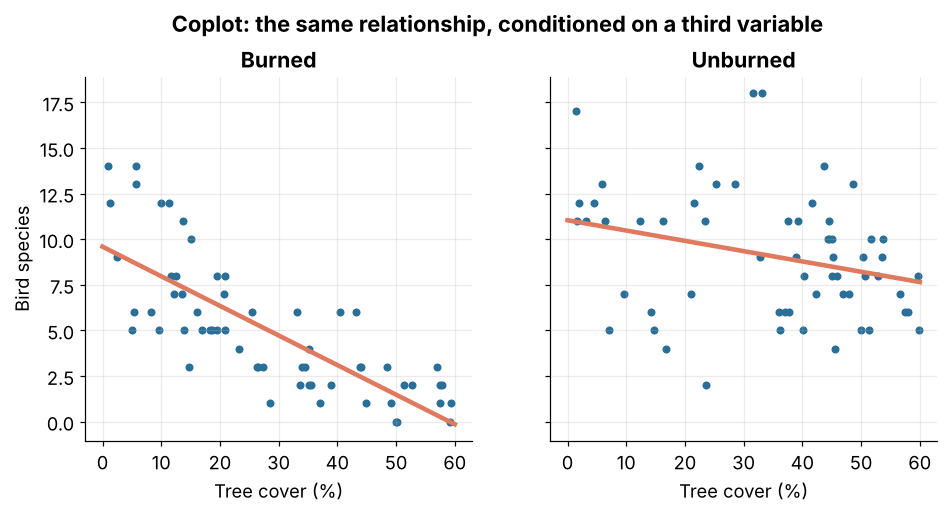 Coplot: the same relationship, conditioned on a third variable
Burned
Unburned
Bird species
17.5
15.0
12.5
10.0
7.5
5.0
2.5
0.0
0 10 20 30 40 50 60
0 10 20 30 40 50 60
Tree cover (%)
Tree cover (%)